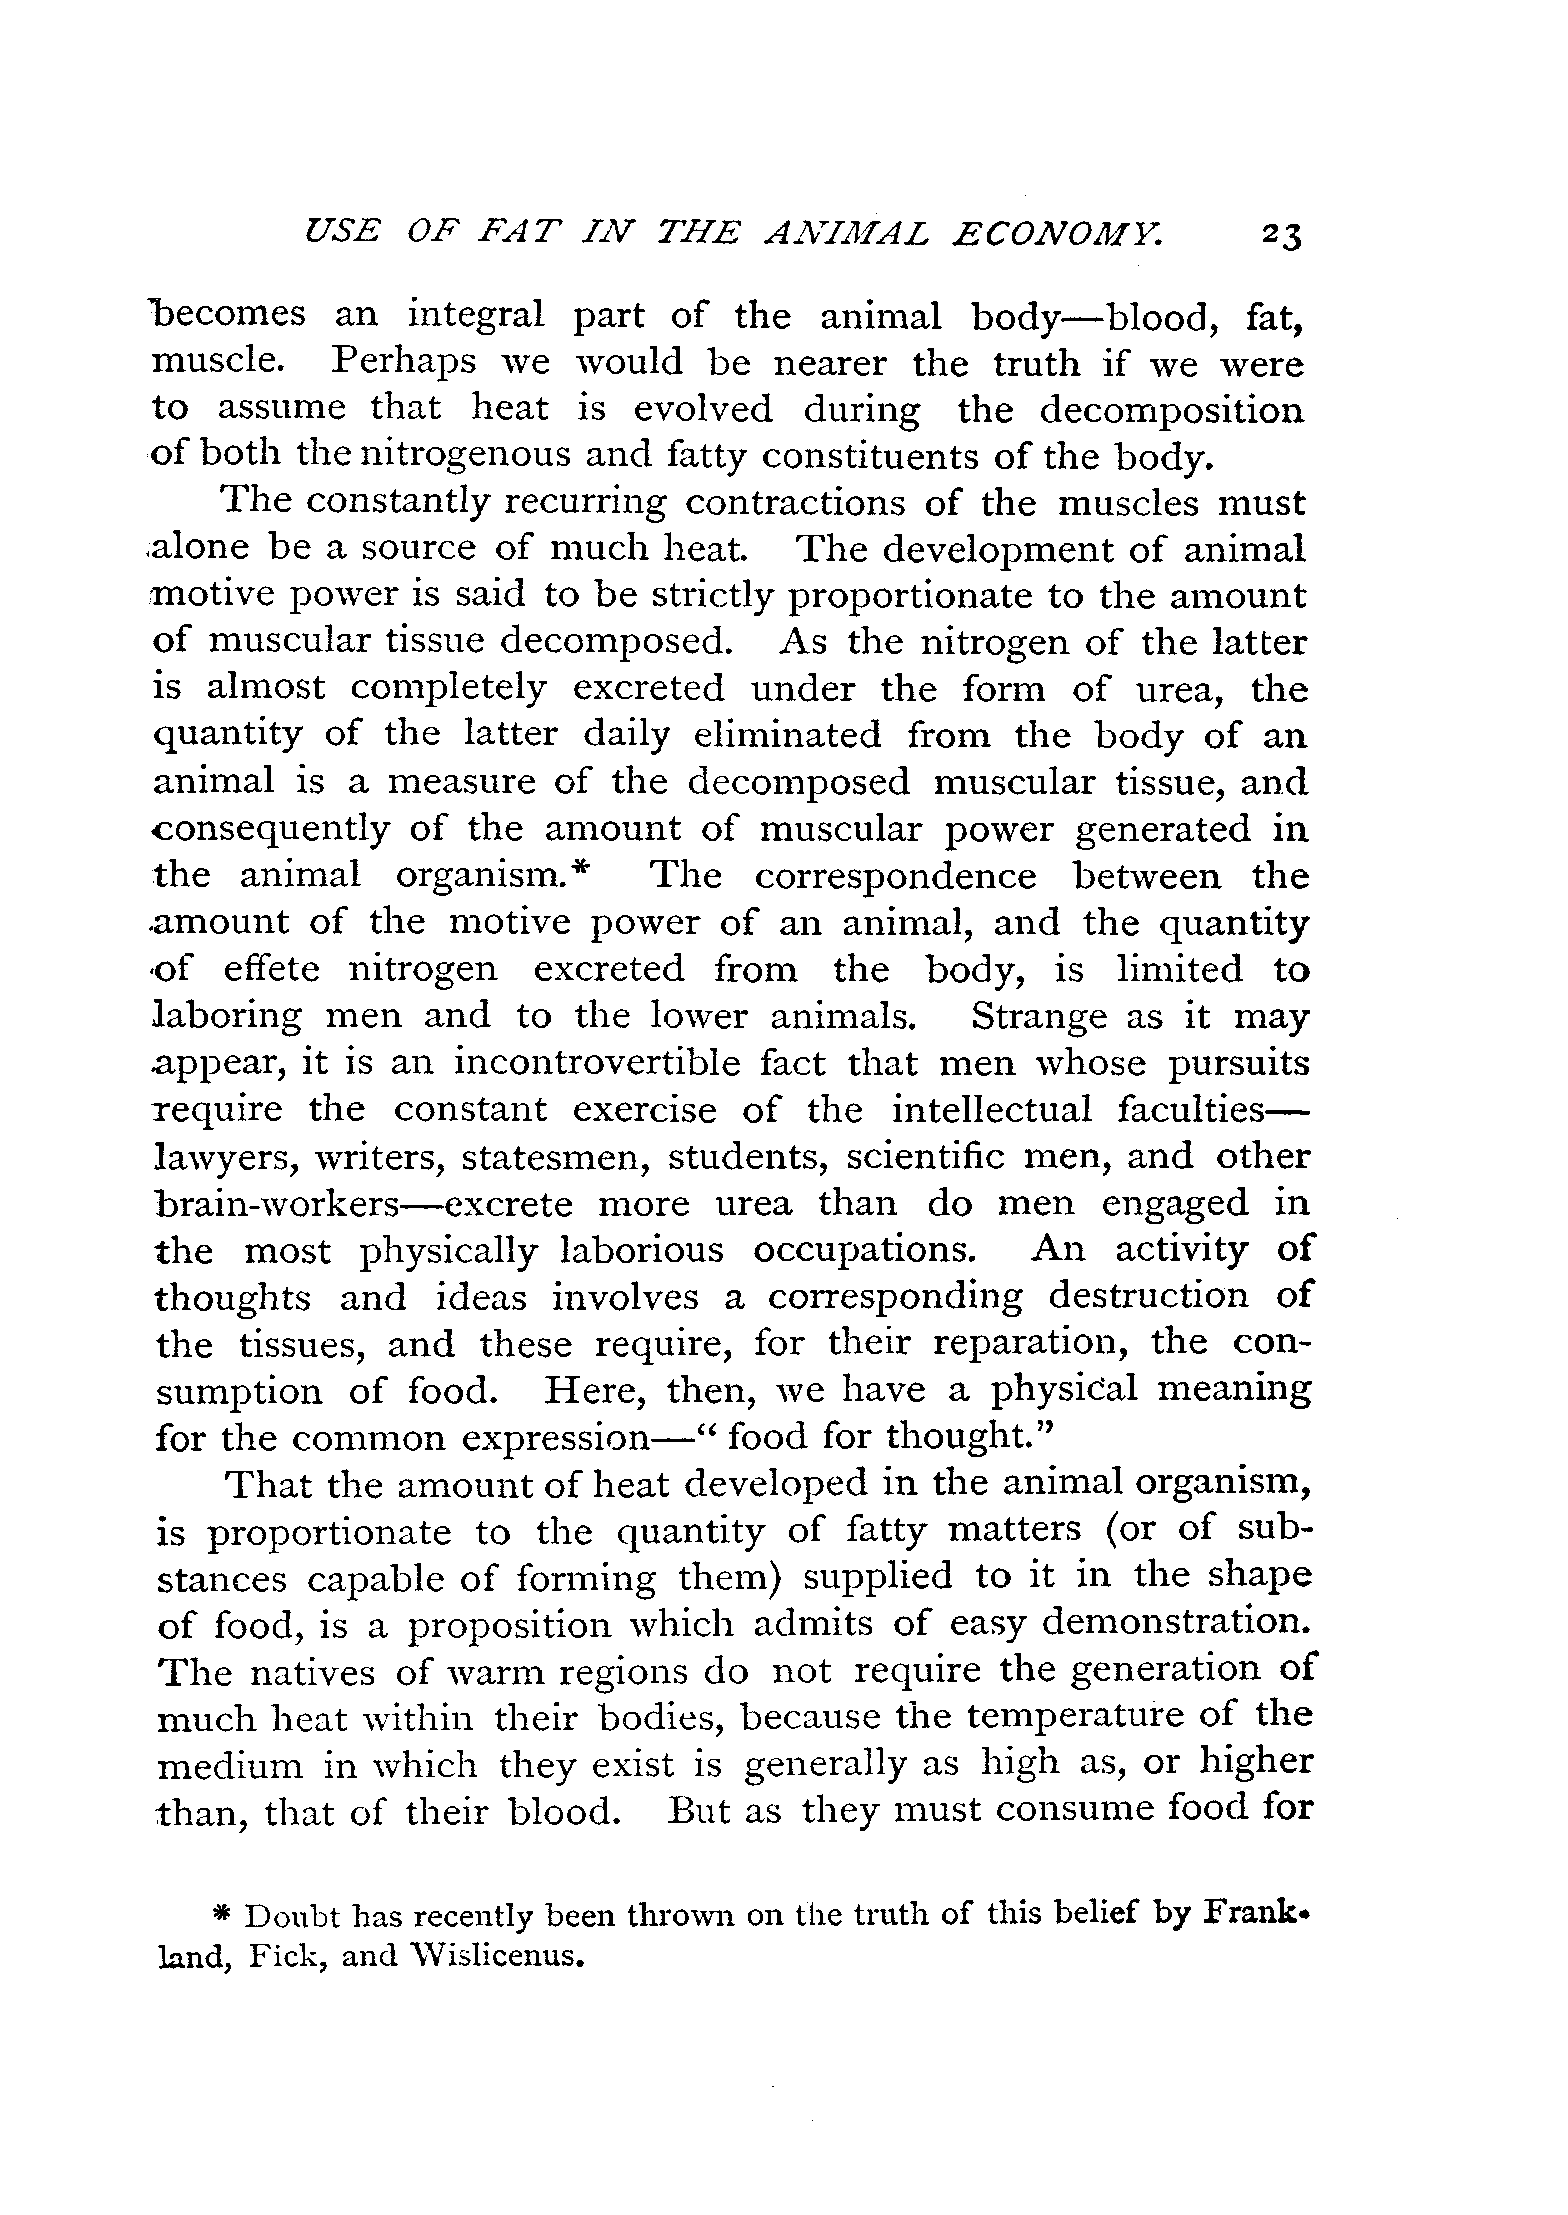 USE OF FAT IN THE ANIMAL ECONOMY. 23
becomes an integral part of the animal body—blood, fat,
muscle. Perhaps we would be nearer the truth if we were
to assume that heat is evolved during the decomposition
of both the nitrogenous and fatty constituents of the body.
The constantly recurring contractions of the muscles must
alone be a source of much heat. The development of animal
motive power is said to be strictly proportionate to the amount
of muscular tissue decomposed. As the nitrogen of the latter
is almost completely excreted under the form of urea, the
quantity of the latter daily eliminated from the body of an
animal is a measure of the decomposed muscular tissue, and
consequently of the amount of muscular power generated in
the animal organism.* The correspondence between the
amount of the motive power of an animal, and the quantity
of effete nitrogen excreted from the body, is limited to
laboring men and to the lower animals. Strange as it may
appear, it is an incontrovertible fact that men whose pursuits
require the constant exercise of the intellectual faculties—
lawyers, writers, statesmen, students, scientific men, and other
brain-workers—excrete more urea than do men engaged in
the most physically laborious occupations. An activity of
thoughts and ideas involves a corresponding destruction of
the tissues, and these require, for their reparation, the con-
sumption of food. Here, then, we have a physical meaning
for the common expression—“ food for thought.”
That the amount of heat developed in the animal organism,
is proportionate to the quantity of fatty matters (or of sub-
stances capable of forming them) supplied to it in the shape
of food, is a proposition which admits of easy demonstration.
The natives of warm regions do not require the generation of
much heat within their bodies, because the temperature of the
medium in which they exist is generally as high as, or higher
than, that of their blood. But as they must consume food for
* Doubt has recently been thrown on the truth of this belief by Frank-
land, Fick, and Wislicenus.